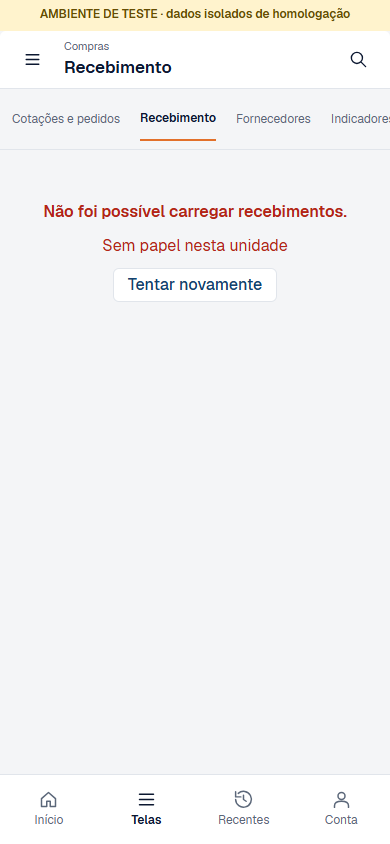 AMBIENTE DE TESTE · dados isolados de homologação
Compras
Recebimento
Cotações e pedidos Recebimento Fornecedores Indicadores
Não foi possível carregar recebimentos.
Sem papel nesta unidade
Tentar novamente
Início Telas Recentes Conta